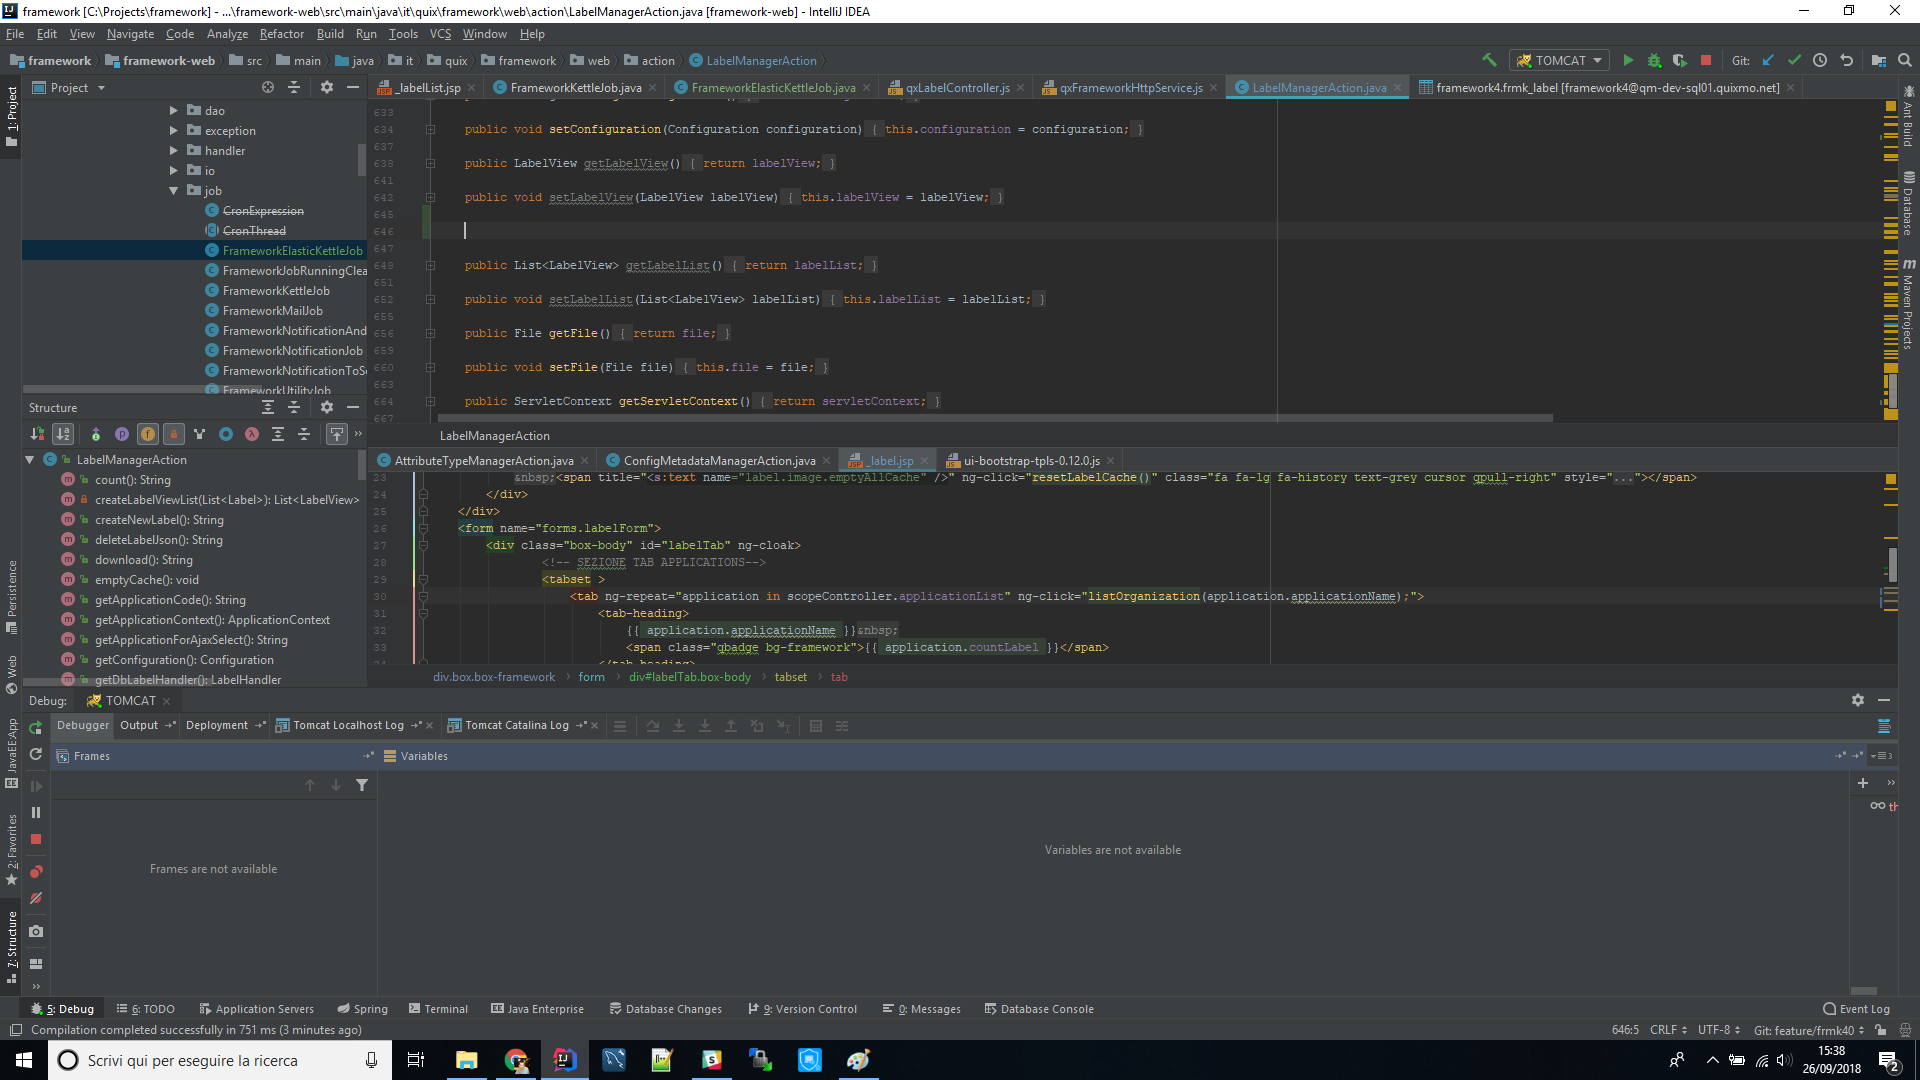 framework [C:\Projects\framework] - ...\framework-web\src\main\java\it\quix\framework\web\action\LabelManagerAction.java [framework-web] - IntelliJ IDEA
File Edit View Navigate Code Analyze Refactor Build Run Tools VCS Window Help
framework framework-web src main java it quix framework web action LabelManagerAction TOMCAT Git:
1: Project
Project
dao
exception
handler
io
job
CronExpression
CronThread
FrameworkElasticKettleJob
FrameworkJobRunningClea
FrameworkKettleJob
FrameworkMailJob
FrameworkNotificationAnd
FrameworkNotificationJob
FrameworkNotificationToS
FrameworkUtilityJob
_labelList.jsp FrameworkKettleJob.java FrameworkElasticKettleJob.java qxLabelController.js qxFrameworkHttpService.js LabelManagerAction.java framework4.frmk_label [framework4@qm-dev-sql01.quixmo.net]
633
634 public void setConfiguration(Configuration configuration) { this.configuration = configuration; }
637
638 public LabelView getLabelView() { return labelView; }
641
642 public void setLabelView(LabelView labelView) { this.labelView = labelView; }
645
646
647
648 public List<LabelView> getLabelList() { return labelList; }
651
652 public void setLabelList(List<LabelView> labelList) { this.labelList = labelList; }
655
656 public File getFile() { return file; }
659
660 public void setFile(File file) { this.file = file; }
663
664 public ServletContext getServletContext() { return servletContext; }
667
LabelManagerAction
Ant Build
Database
Maven Projects
Structure
LabelManagerAction
count(): String
createLabelViewList(List<Label>): List<LabelView>
createNewLabel(): String
deleteLabelJson(): String
download(): String
emptyCache(): void
getApplicationCode(): String
getApplicationContext(): ApplicationContext
getApplicationForAjaxSelect(): String
getConfiguration(): Configuration
getDbLabelHandler(): LabelHandler
AttributeTypeManagerAction.java ConfigMetadataManagerAction.java _label.jsp ui-bootstrap-tpls-0.12.0.js
23 &nbsp;<span title="<s:text name="label.image.emptyAllCache" />" ng-click="resetLabelCache()" class="fa fa-lg fa-history text-grey cursor qpull-right" style="..."></span>
24 </div>
25 </div>
26 <form name="forms.labelForm">
27 <div class="box-body" id="labelTab" ng-cloak>
28 <!-- SEZIONE TAB APPLICATIONS-->
29 <tabset >
30 <tab ng-repeat="application in scopeController.applicationList" ng-click="listOrganization(application.applicationName);">
31 <tab-heading>
32 {{ application.applicationName }}&nbsp;
33 <span class="qbadge bg-framework">{{ application.countLabel }}</span>
34 </tab-heading>
div.box.box-framework form div#labelTab.box-body tabset tab
Persistence
Web
JavaEE:App
2: Favorites
7: Structure
Debug: TOMCAT
Debugger Output Deployment Tomcat Localhost Log Tomcat Catalina Log
Frames
Variables
Frames are not available
Variables are not available
5: Debug 6: TODO Application Servers Spring Terminal Java Enterprise Database Changes 9: Version Control 0: Messages Database Console Event Log
Compilation completed successfully in 751 ms (3 minutes ago) 646:5 CRLF UTF-8 Git: feature/frmk40
Scrivi qui per eseguire la ricerca
15:38
26/09/2018
2